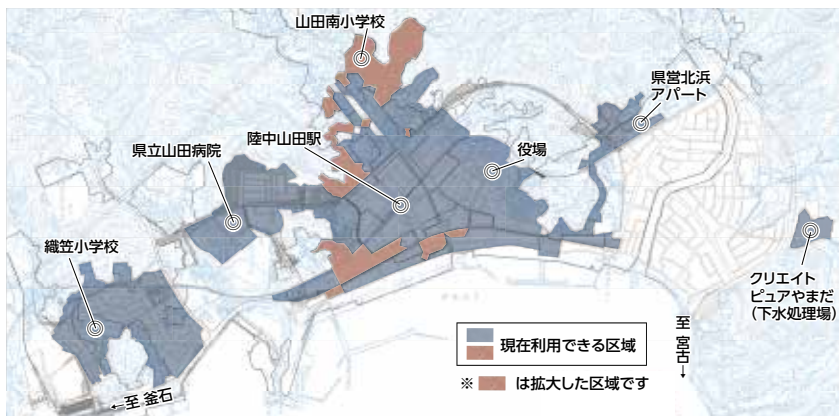 山田南小学校
県営北浜
アパート
陸中山田駅
役場
県立山田病院
織笠小学校
クリエイト
ピュアやまだ
（下水処理場）
現在利用できる区域
至 宮古
※ は拡大した区域です
←至 釜石